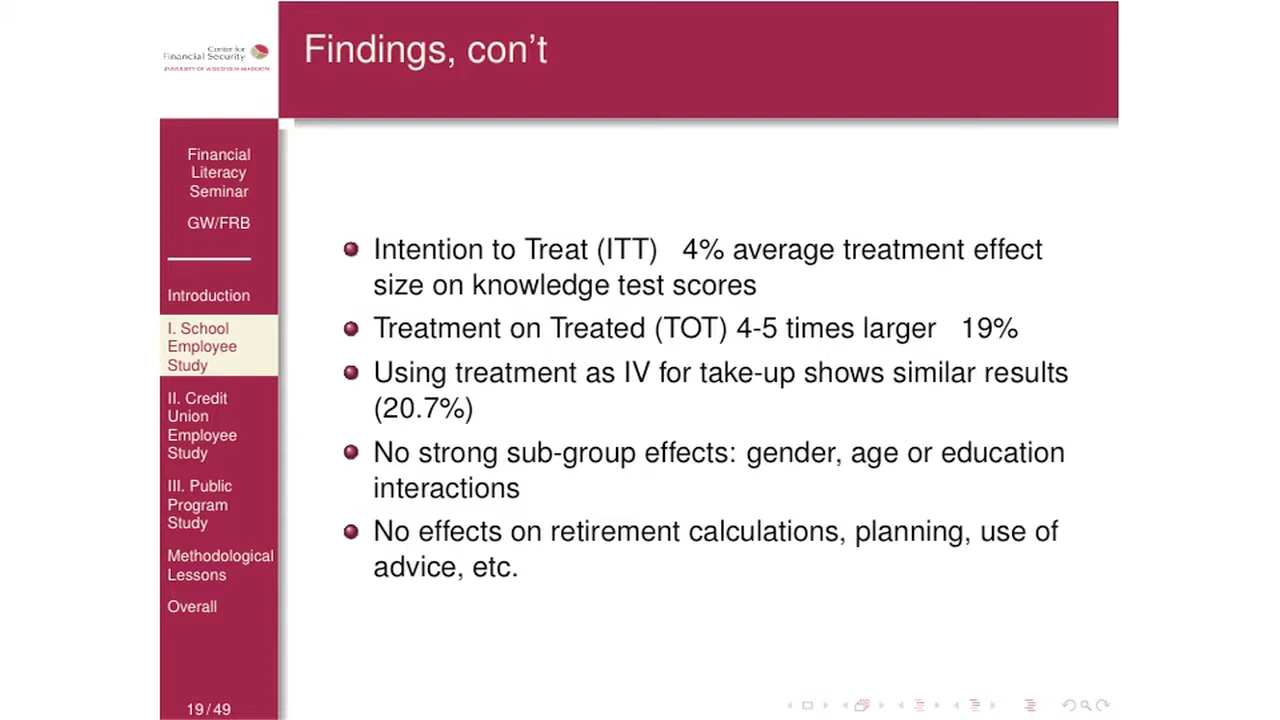 Center for
Financial Security
UNIVERSITY OF WISCONSIN-MADISON
Findings, con't
Financial
Literacy
Seminar
GW/FRB
Introduction
I. School
Employee
Study
II. Credit
Union
Employee
Study
III. Public
Program
Study
Methodological
Lessons
Overall
19/49
Intention to Treat (ITT) 4% average treatment effect
size on knowledge test scores
Treatment on Treated (TOT) 4-5 times larger 19%
Using treatment as IV for take-up shows similar results
(20.7%)
No strong sub-group effects: gender, age or education
interactions
No effects on retirement calculations, planning, use of
advice, etc.